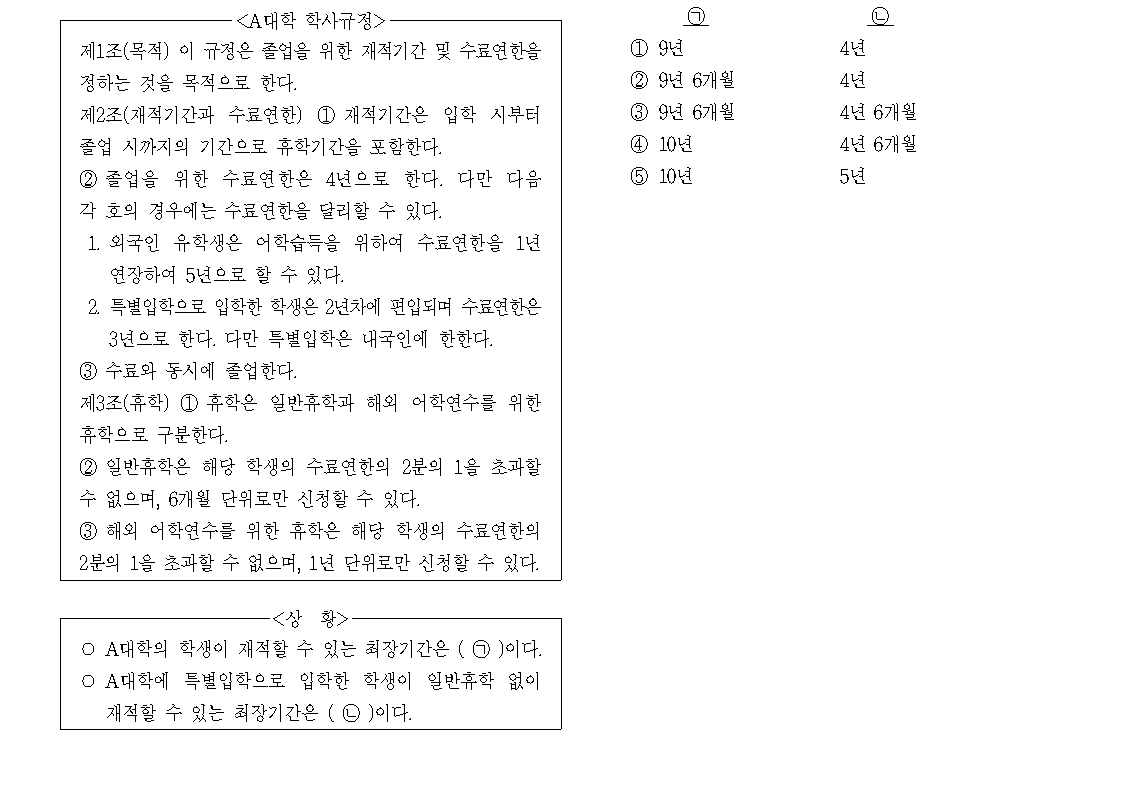 <A대학 학사규정>
제1조(목적) 이 규정은 졸업을 위한 재적기간 및 수료연한을
정하는 것을 목적으로 한다.
제2조(재적기간과 수료연한) ① 재적기간은 입학 시부터
졸업 시까지의 기간으로 휴학기간을 포함한다.
② 졸업을 위한 수료연한은 4년으로 한다. 다만 다음
각 호의 경우에는 수료연한을 달리할 수 있다.
1. 외국인 유학생은 어학습득을 위하여 수료연한을 1년
연장하여 5년으로 할 수 있다.
2. 특별입학으로 입학한 학생은 2년차에 편입되며 수료연한은
3년으로 한다. 다만 특별입학은 내국인에 한한다.
③ 수료와 동시에 졸업한다.
제3조(휴학) ① 휴학은 일반휴학과 해외 어학연수를 위한
휴학으로 구분한다.
② 일반휴학은 해당 학생의 수료연한의 2분의 1을 초과할
수 없으며, 6개월 단위로만 신청할 수 있다.
③ 해외 어학연수를 위한 휴학은 해당 학생의 수료연한의
2분의 1을 초과할 수 없으며, 1년 단위로만 신청할 수 있다.
<상 황>
○ A대학의 학생이 재적할 수 있는 최장기간은 ( ㉠ )이다.
○ A대학에 특별입학으로 입학한 학생이 일반휴학 없이
재적할 수 있는 최장기간은 ( ㉡ )이다.
㉠ ㉡
① 9년 4년
② 9년 6개월 4년
③ 9년 6개월 4년 6개월
④ 10년 4년 6개월
⑤ 10년 5년